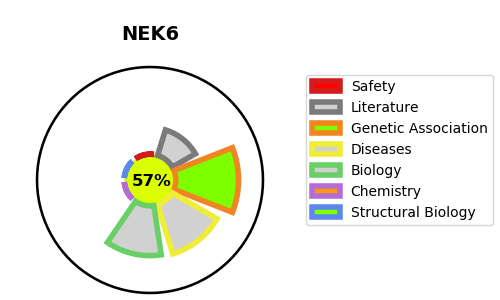 NEK6
57%
Safety
Literature
Genetic Association
Diseases
Biology
Chemistry
Structural Biology